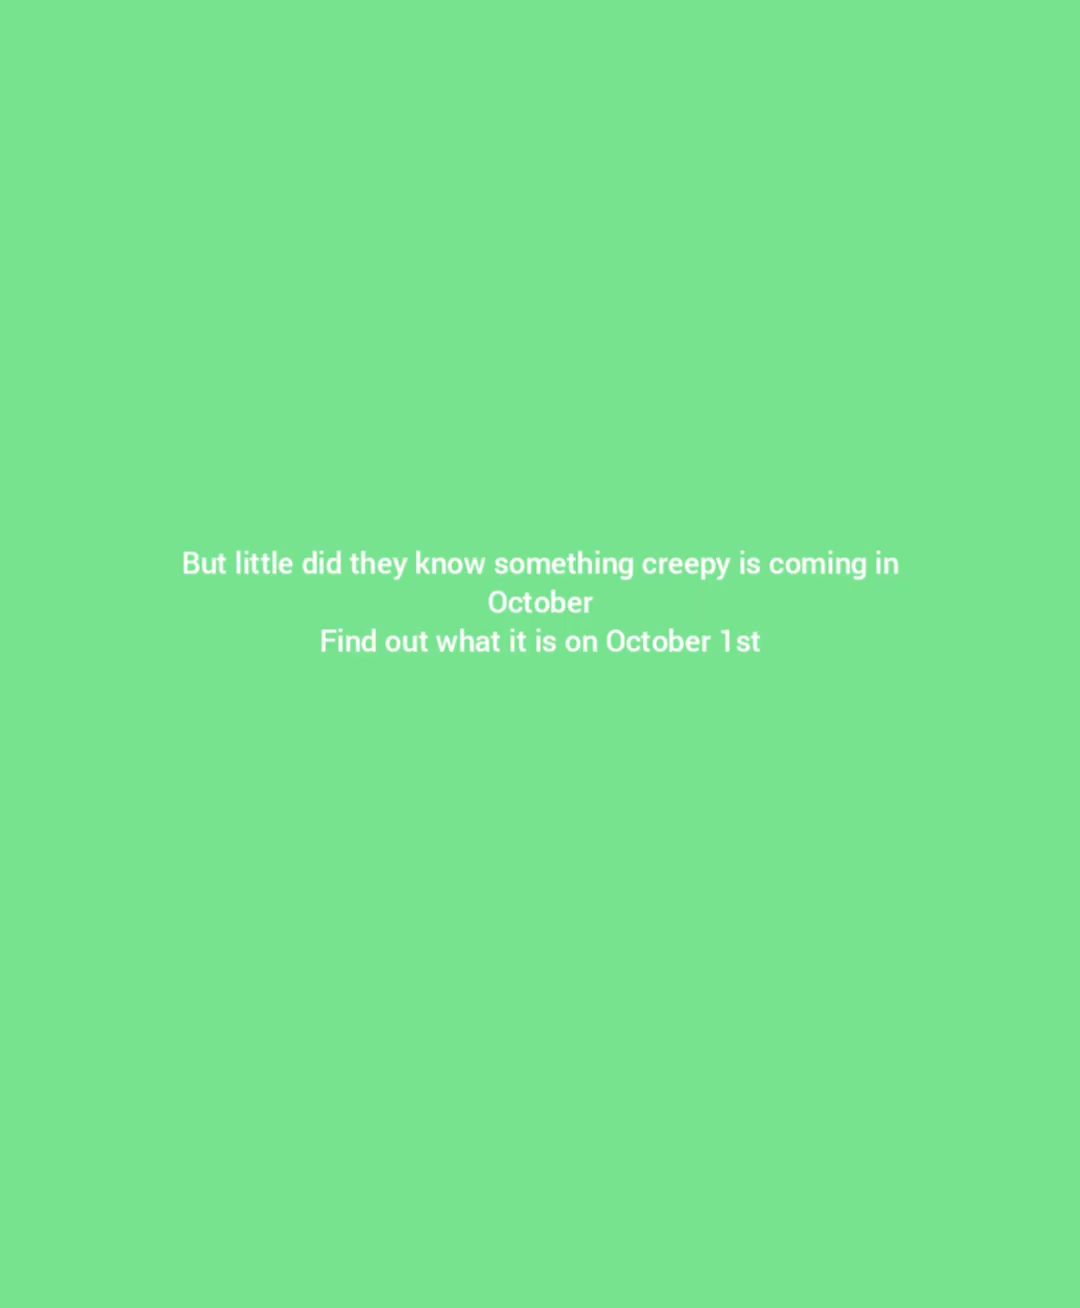 But little did they know something creepy is coming in
October
Find out what it is on October 1st